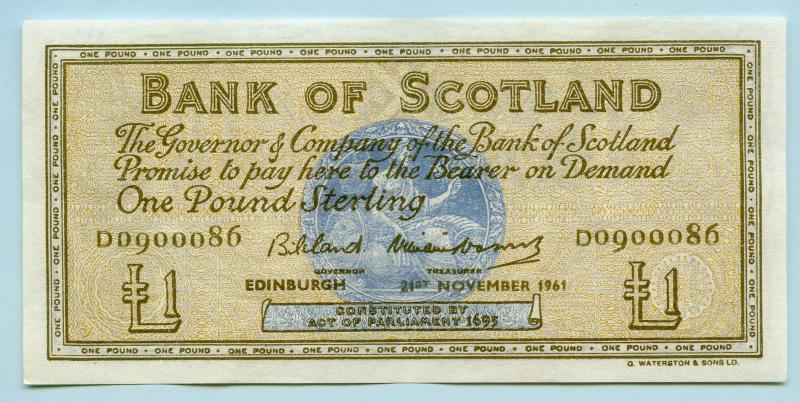 ONE POUND · ONE POUND · ONE POUND · ONE POUND · ONE POUND · ONE POUND · ONE POUND · ONE POUND · ONE POUND
BANK OF SCOTLAND
The Governor & Company of the Bank of Scotland
Promise to pay here to the Bearer on Demand
One Pound Sterling
D0900086 D0900086
GOVERNOR TREASURER
EDINBURGH 21ST NOVEMBER 1961
£1 £1
CONSTITUTED BY
ACT OF PARLIAMENT 1695
ONE POUND · ONE POUND · ONE POUND · ONE POUND · ONE POUND · ONE POUND · ONE POUND · ONE POUND · ONE POUND
ONE POUND · ONE POUND · ONE POUND · ONE POUND
ONE POUND · ONE POUND · ONE POUND · ONE POUND
G. WATERSTON & SONS LD.